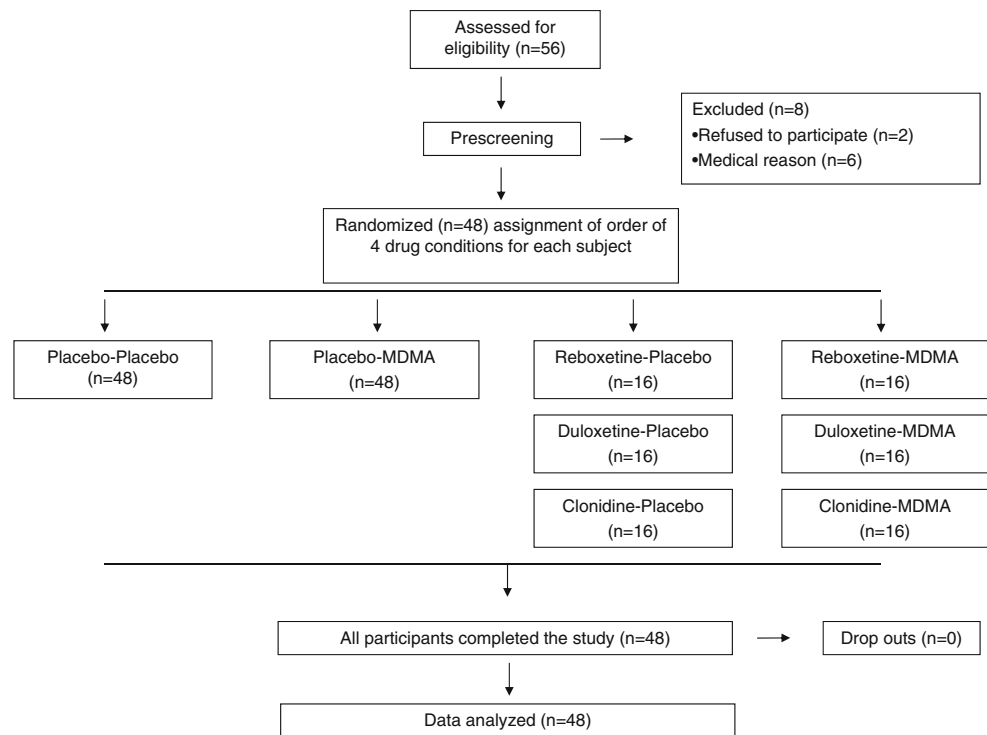 Assessed for
eligibility (n=56)
Prescreening
Excluded (n=8)
•Refused to participate (n=2)
•Medical reason (n=6)
Randomized (n=48) assignment of order of
4 drug conditions for each subject
Placebo-Placebo
(n=48)
Placebo-MDMA
(n=48)
Reboxetine-Placebo
(n=16)
Reboxetine-MDMA
(n=16)
Duloxetine-Placebo
(n=16)
Duloxetine-MDMA
(n=16)
Clonidine-Placebo
(n=16)
Clonidine-MDMA
(n=16)
All participants completed the study (n=48)
Drop outs (n=0)
Data analyzed (n=48)